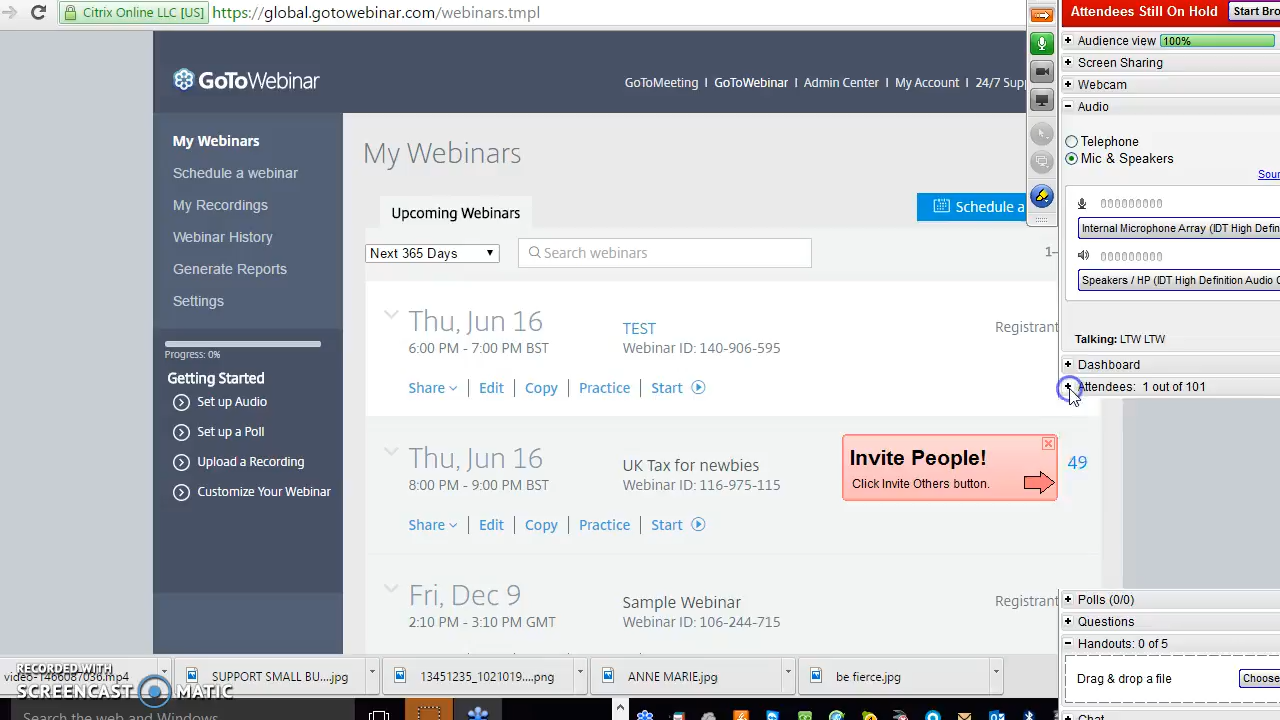 Citrix Online LLC [US]
https://global.gotowebinar.com/webinars.tmpl
GoToWebinar
GoToMeeting | GoToWebinar | Admin Center | My Account | 24/7 Supp
My Webinars
Schedule a webinar
My Recordings
Webinar History
Generate Reports
Settings
Progress: 0%
Getting Started
Set up Audio
Set up a Poll
Upload a Recording
Customize Your Webinar
My Webinars
Upcoming Webinars
Schedule a
Next 365 Days
Search webinars
1–
Thu, Jun 16
TEST
Registrant
6:00 PM - 7:00 PM BST
Webinar ID: 140-906-595
Share | Edit | Copy | Practice | Start
Thu, Jun 16
UK Tax for newbies
49
8:00 PM - 9:00 PM BST
Webinar ID: 116-975-115
Share | Edit | Copy | Practice | Start
Invite People!
Click Invite Others button.
Fri, Dec 9
Sample Webinar
Registrant
2:10 PM - 3:10 PM GMT
Webinar ID: 106-244-715
Attendees Still On Hold
Start Bro
Audience view 100%
Screen Sharing
Webcam
Audio
Telephone
Mic & Speakers
Soun
Internal Microphone Array (IDT High Defin
Speakers / HP (IDT High Definition Audio C
Talking: LTW LTW
Dashboard
Attendees: 1 out of 101
Polls (0/0)
Questions
Handouts: 0 of 5
Drag & drop a file
Choose
Chat
SUPPORT SMALL BU....jpg
13451235_1021019....png
ANNE MARIE.jpg
be fierce.jpg
RECORDED WITH
SCREENCAST MATIC
Search the web and Windows